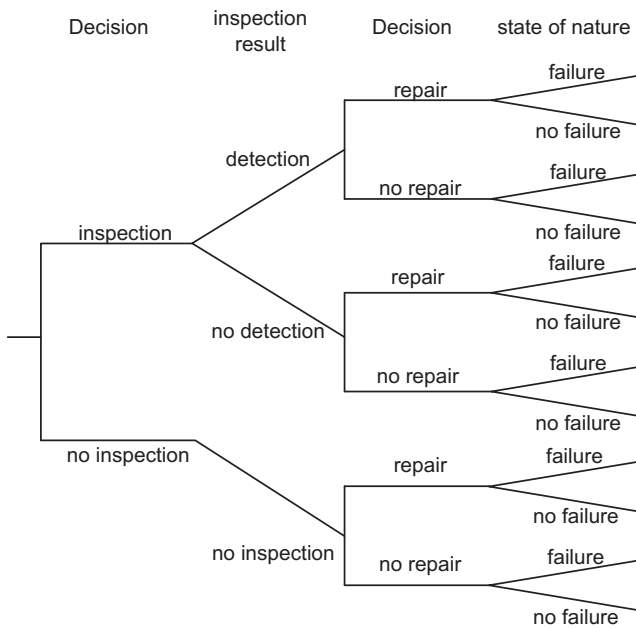 Decision
inspection
result
Decision
state of nature
failure
repair
no failure
detection
failure
no repair
no failure
inspection
failure
repair
no failure
no detection
failure
no repair
no failure
no inspection
failure
repair
no failure
no inspection
failure
no repair
no failure